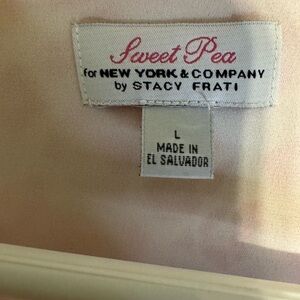 Sweet Pea
for NEW YORK & COMPANY
by STACY FRATI
L
MADE IN
EL SALVADOR